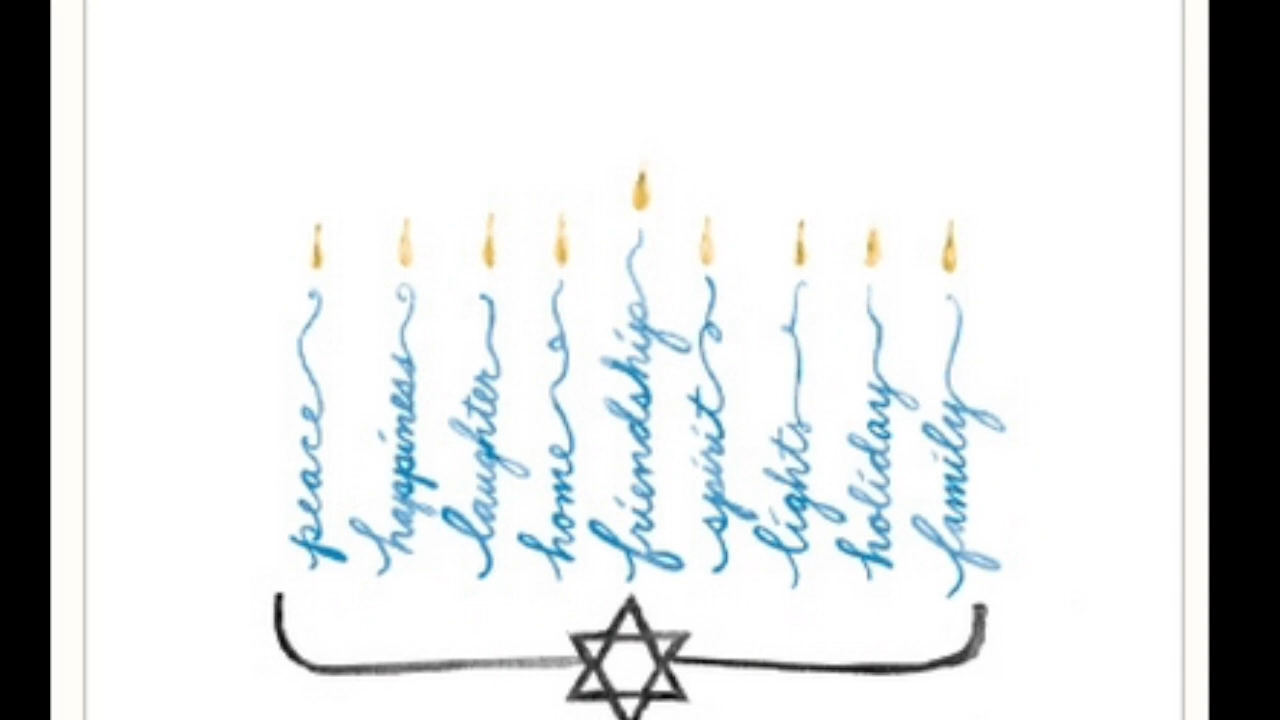 peace
happiness
laughter
home
friendship
spirit
lights
holiday
family